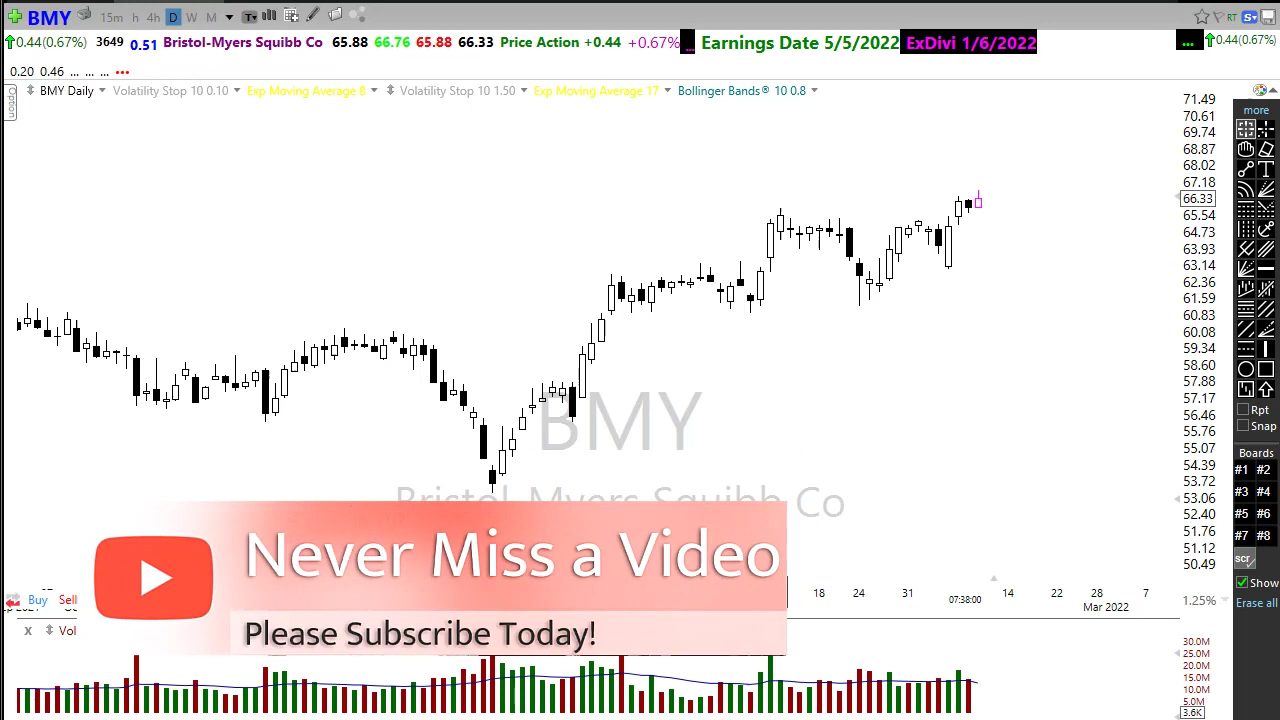 BMY 15m h 4h D W M T RT S
0.44(0.67%) 3649 0.51 Bristol-Myers Squibb Co 65.88 66.76 65.88 66.33 Price Action +0.44 +0.67% ... Earnings Date 5/5/2022 ExDivi 1/6/2022 ... 0.44(0.67%)
0.20 0.46 ... ... ... •••
Option
BMY Daily Volatility Stop 10 0.10 Exp Moving Average 8 Volatility Stop 10 1.50 Exp Moving Average 17 Bollinger Bands® 10 0.8
71.49
70.61
69.74
68.87
68.02
67.18
66.33
65.54
64.73
63.93
63.14
62.36
61.59
60.83
60.08
59.34
58.60
57.88
57.17
56.46
55.76
55.07
54.39
53.72
53.06
52.40
51.76
51.12
50.49
more
T
Rpt
Snap
Boards
#1 #2
#3 #4
#5 #6
#7 #8
scr
Show
Erase all
BMY
Bristol-Myers Squibb Co
Never Miss a Video
Please Subscribe Today!
Buy Sell
18 24 31 07:38:00 14 22 28 7
Mar 2022
1.25%
x Vol
30.0M
25.0M
20.0M
15.0M
10.0M
5.0M
3.6K